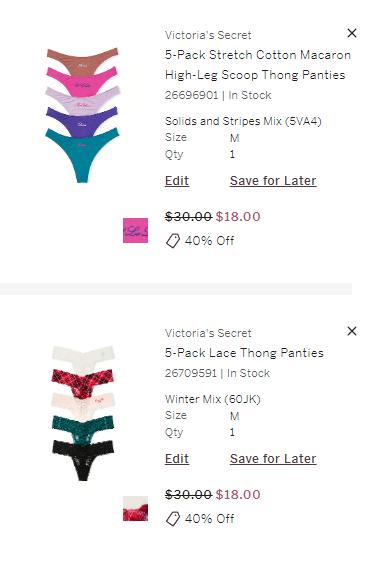 Victoria's Secret
5-Pack Stretch Cotton Macaron
High-Leg Scoop Thong Panties
26696901 | In Stock
Solids and Stripes Mix (5VA4)
Size M
Qty 1
Edit Save for Later
$30.00 $18.00
40% Off
Victoria's Secret
5-Pack Lace Thong Panties
26709591 | In Stock
Winter Mix (60JK)
Size M
Qty 1
Edit Save for Later
$30.00 $18.00
40% Off